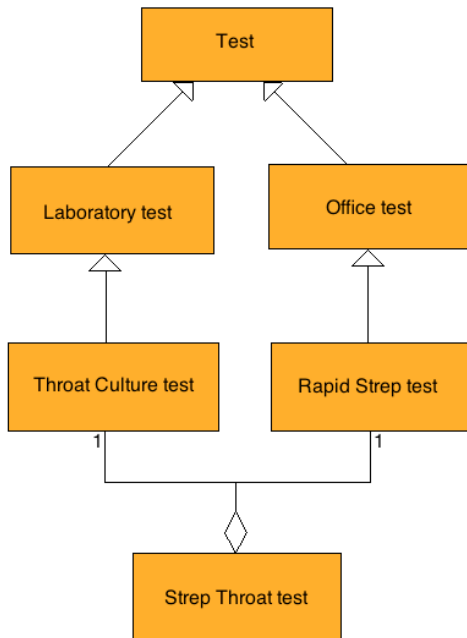 Test
Laboratory test
Office test
Throat Culture test
Rapid Strep test
1
1
Strep Throat test